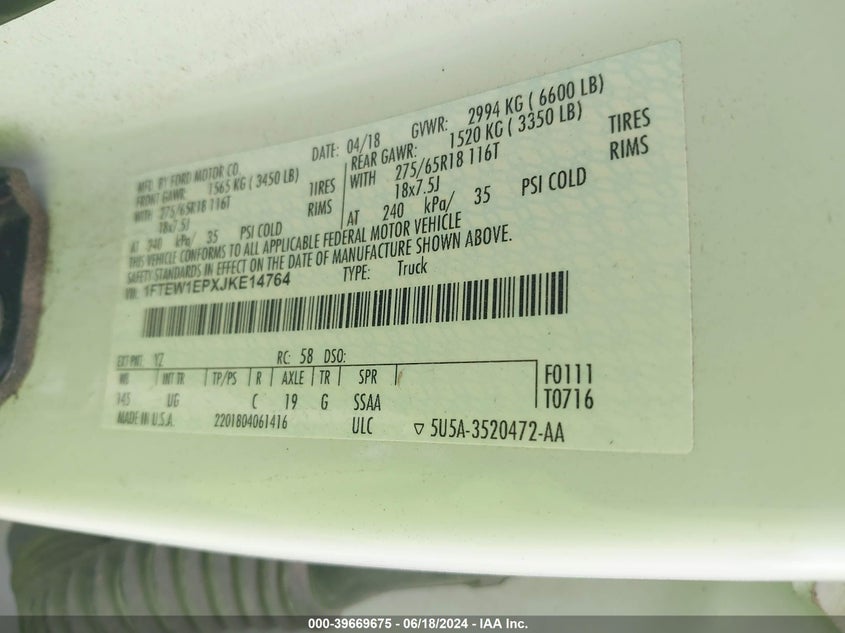 MFG. BY FORD MOTOR CO.
DATE: 04/18 GVWR: 2994 KG ( 6600 LB)
FRONT GAWR: 1565 KG ( 3450 LB)
WITH 275/65R18 116T TIRES
18x7.5J RIMS
AT 240 kPa/ 35 PSI COLD
REAR GAWR: 1520 KG ( 3350 LB)
WITH 275/65R18 116T TIRES
18x7.5J RIMS
AT 240 kPa/ 35 PSI COLD
THIS VEHICLE CONFORMS TO ALL APPLICABLE FEDERAL MOTOR VEHICLE
SAFETY STANDARDS IN EFFECT ON THE DATE OF MANUFACTURE SHOWN ABOVE.
VIN: 1FTEW1EPXJKE14764 TYPE: Truck
EXT PNT: YZ RC: 58 DSO:
WB INT TR TP/PS R AXLE TR SPR
145 UG C 19 G SSAA
F0111
T0716
MADE IN U.S.A. 2201804061416 ULC ▽ 5U5A-3520472-AA
000-39669675 - 06/18/2024 - IAA Inc.